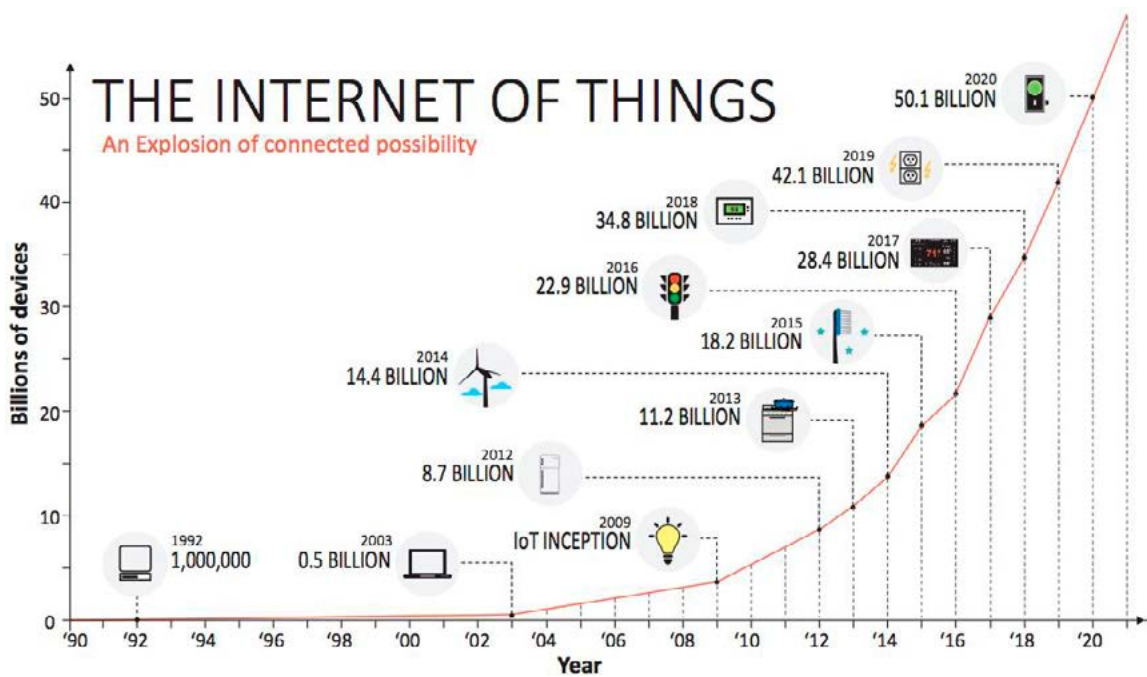 THE INTERNET OF THINGS
An Explosion of connected possibility
Billions of devices
50
40
30
20
10
0
1992
1,000,000
2003
0.5 BILLION
2009
IoT INCEPTION
2012
8.7 BILLION
2013
11.2 BILLION
2014
14.4 BILLION
2015
18.2 BILLION
2016
22.9 BILLION
2017
28.4 BILLION
2018
34.8 BILLION
2019
42.1 BILLION
2020
50.1 BILLION
71°
'90 '92 '94 '96 '98 '00 '02 '04 '06 '08 '10 '12 '14 '16 '18 '20
Year